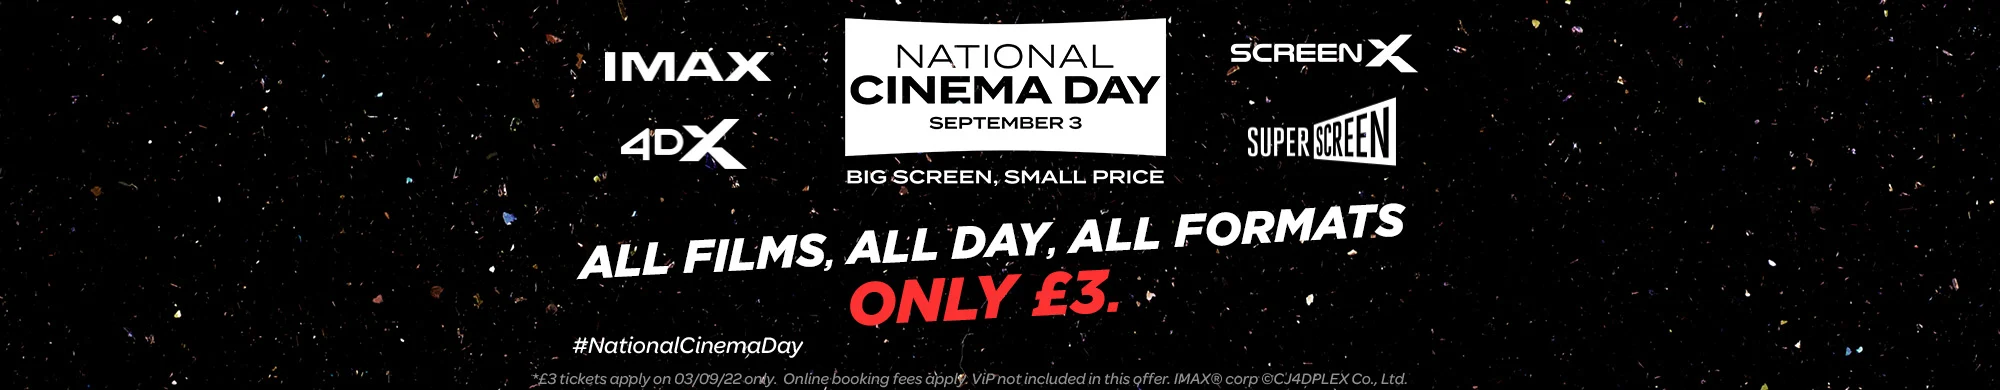 IMAX
4DX
NATIONAL
CINEMA DAY
SEPTEMBER 3
BIG SCREEN, SMALL PRICE
SCREENX
SUPER SCREEN
ALL FILMS, ALL DAY, ALL FORMATS
ONLY £3.
#NationalCinemaDay
*£3 tickets apply on 03/09/22 only. Online booking fees apply. ViP not included in this offer. IMAX® corp ©CJ4DPLEX Co., Ltd.